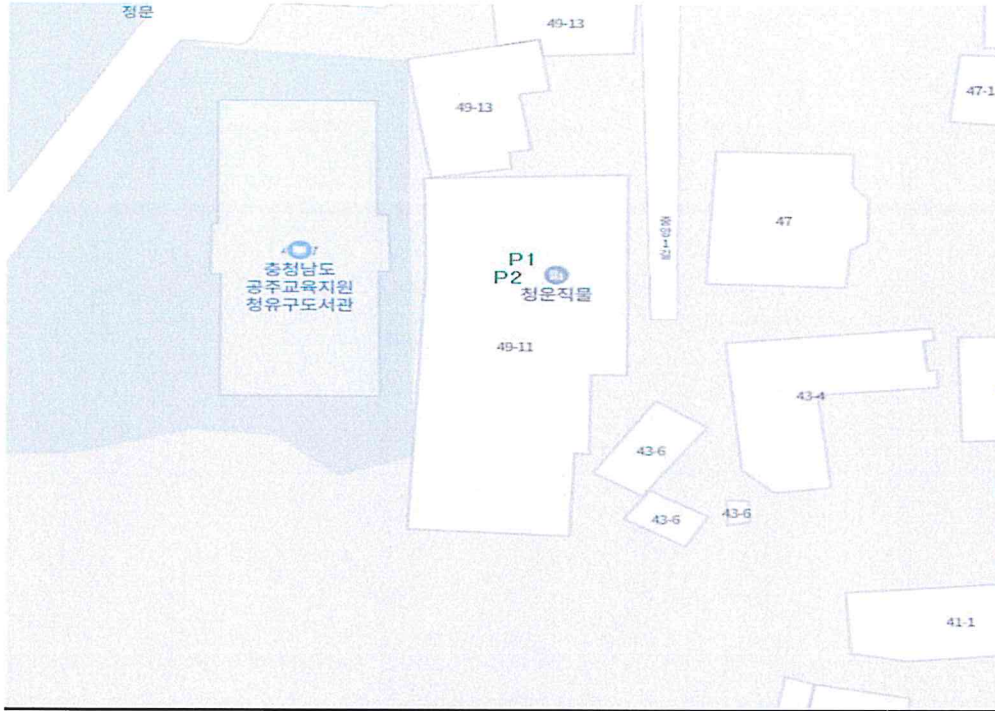 정문
49-13
49-13
47-1
47
중앙1길
충청남도
공주교육지원
청유구도서관
P1
P2
청운직물
49-11
43-4
43-6
43-6
43-6
41-1